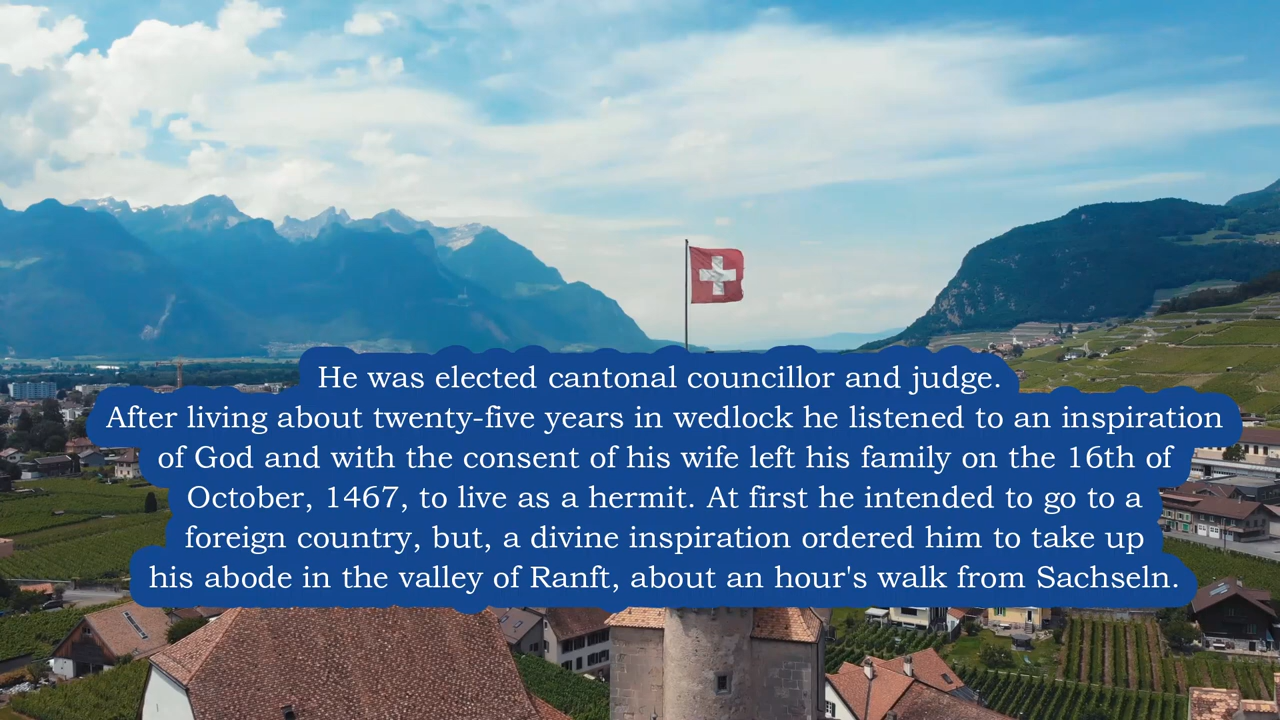 He was elected cantonal councillor and judge.
After living about twenty-five years in wedlock he listened to an inspiration
of God and with the consent of his wife left his family on the 16th of
October, 1467, to live as a hermit. At first he intended to go to a
foreign country, but, a divine inspiration ordered him to take up
his abode in the valley of Ranft, about an hour's walk from Sachseln.